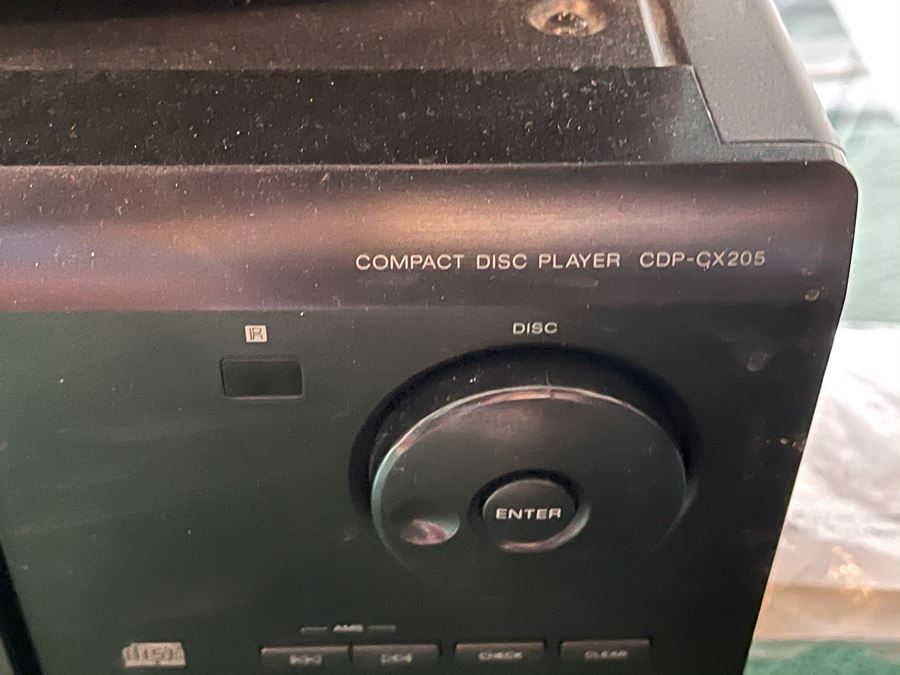 COMPACT DISC PLAYER CDP-CX205
R
DISC
ENTER
AMS
CHECK
CLEAR